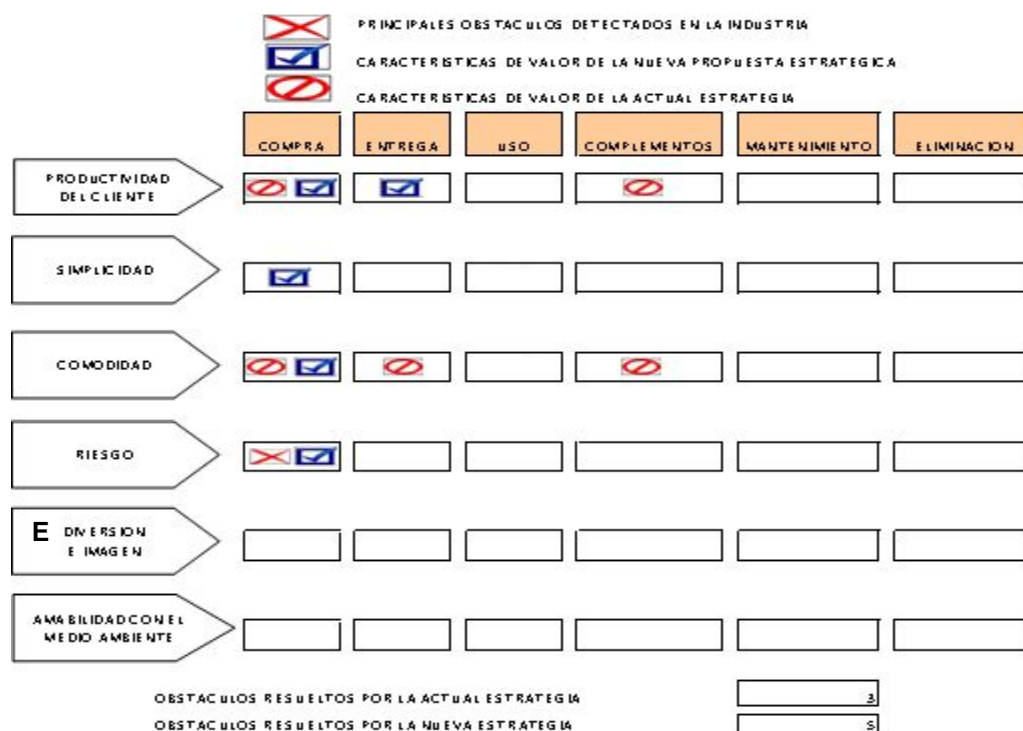 PRINCIPALES OBSTACULOS DETECTADOS EN LA INDUSTRIA
CARACTERISTICAS DE VALOR DE LA NUEVA PROPUESTA ESTRATEGICA
CARACTERISTICAS DE VALOR DE LA ACTUAL ESTRATEGIA
COMPRA ENTREGA USO COMPLEMENTOS MANTENIMIENTO ELIMINACION
PRODUCTIVIDAD
DEL CLIENTE
SIMPLICIDAD
COMODIDAD
RIESGO
E DIVERSION
E IMAGEN
AMABILIDAD CON EL
MEDIO AMBIENTE
OBSTACULOS RESUELTOS POR LA ACTUAL ESTRATEGIA 3
OBSTACULOS RESUELTOS POR LA NUEVA ESTRATEGIA 5